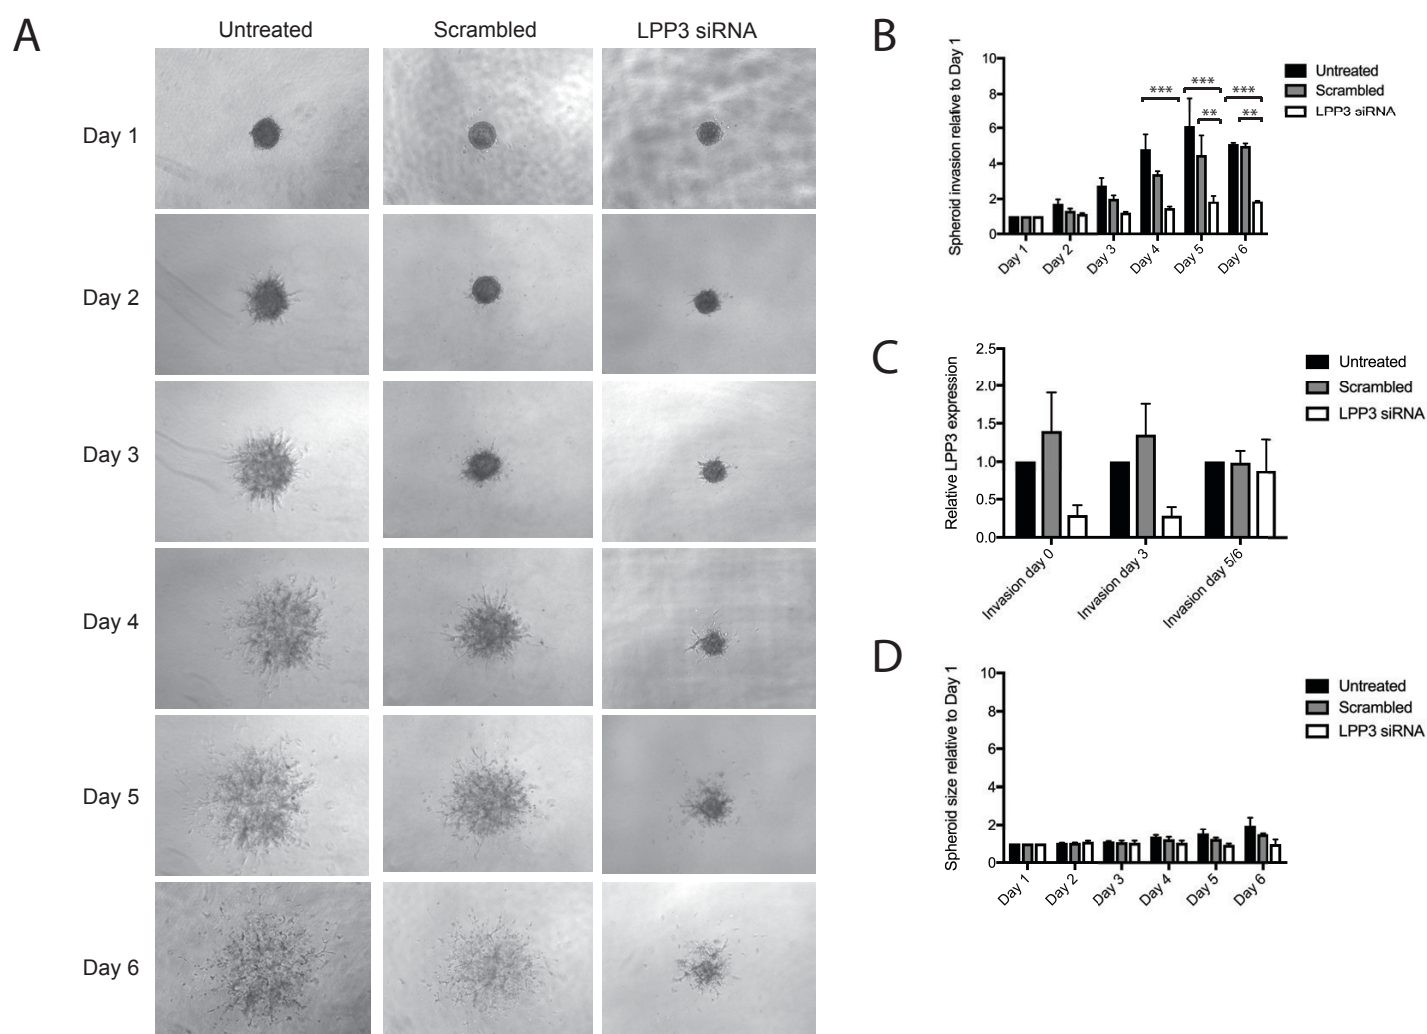 A
Untreated
Scrambled
LPP3 siRNA
Day 1
Day 2
Day 3
Day 4
Day 5
Day 6
B
Spheroid invasion relative to Day 1
10
8
6
4
2
0
***
***
**
***
**
Day 1
Day 2
Day 3
Day 4
Day 5
Day 6
Untreated
Scrambled
LPP3 siRNA
C
Relative LPP3 expression
2.5
2.0
1.5
1.0
0.5
0.0
Invasion day 0
Invasion day 3
Invasion day 5/6
Untreated
Scrambled
LPP3 siRNA
D
Spheroid size relative to Day 1
10
8
6
4
2
0
Day 1
Day 2
Day 3
Day 4
Day 5
Day 6
Untreated
Scrambled
LPP3 siRNA